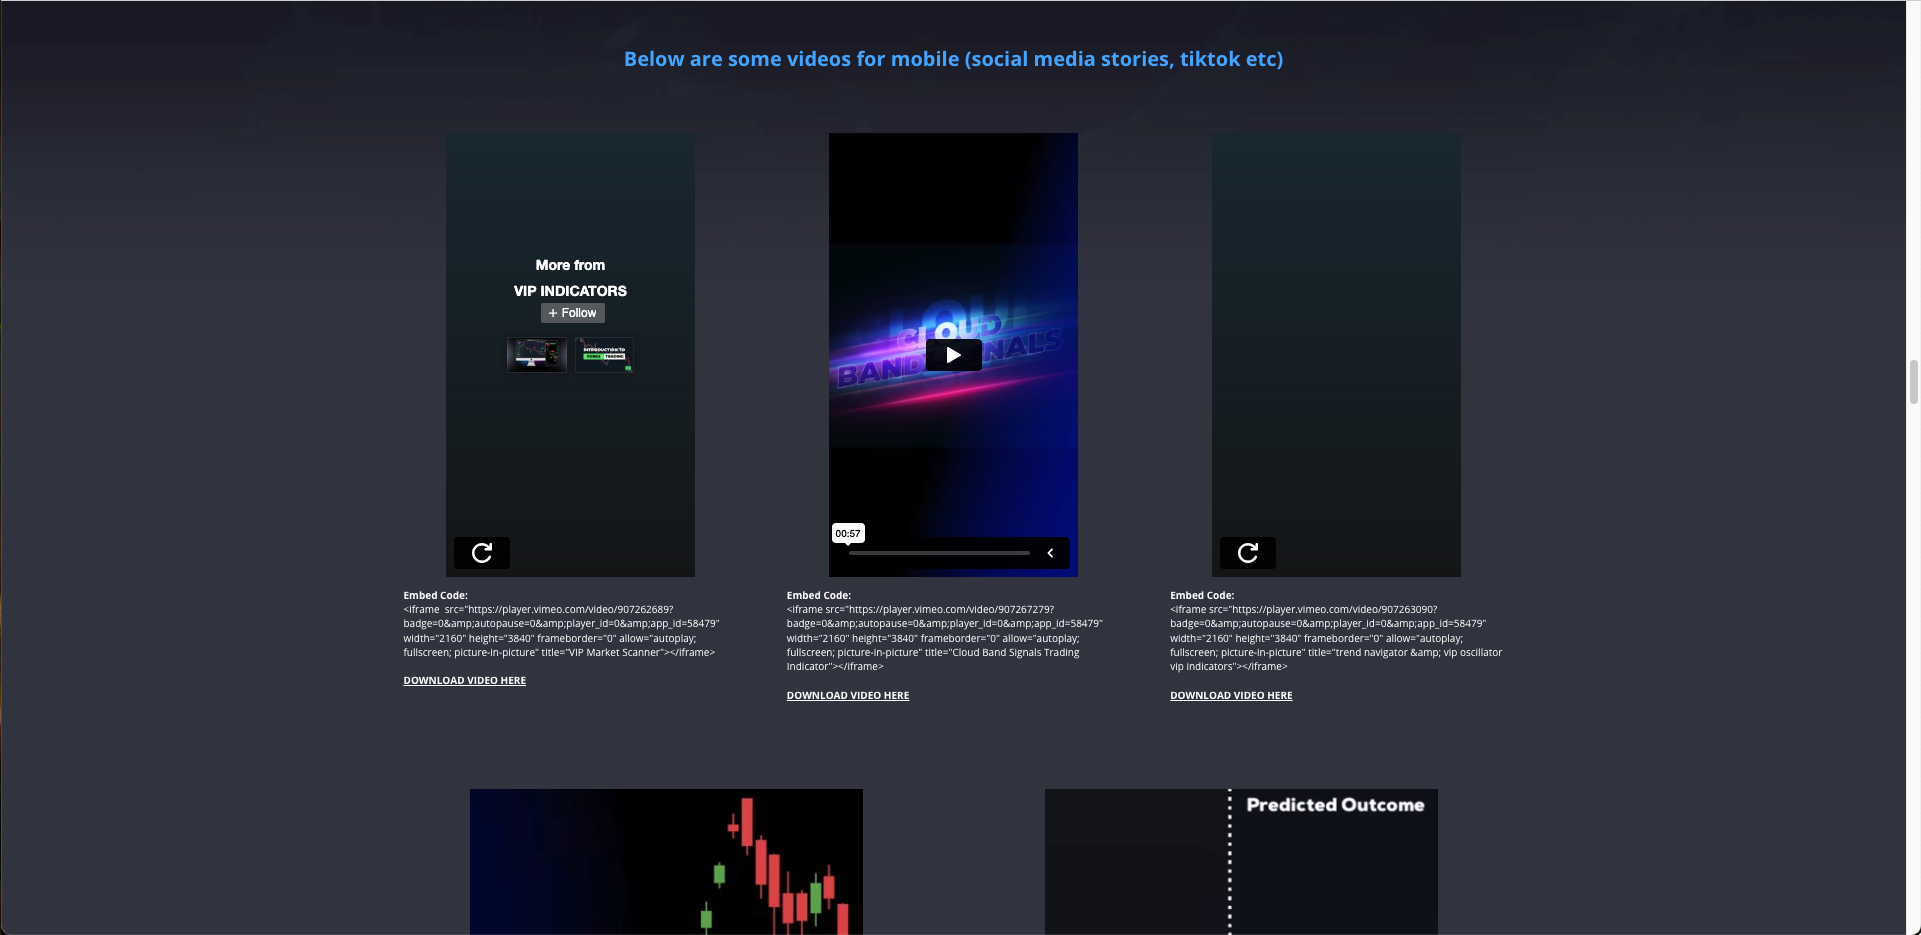 Below are some videos for mobile (social media stories, tiktok etc)
More from
VIP INDICATORS
+ Follow
INTRODUCTION TO
FOREX TRADING
CLOUD
BAND
NALS
00:57
Embed Code:
<iframe  src="https://player.vimeo.com/video/907262689?
badge=0&amp;autopause=0&amp;player_id=0&amp;app_id=58479"
width="2160" height="3840" frameborder="0" allow="autoplay;
fullscreen; picture-in-picture" title="VIP Market Scanner"></iframe>
DOWNLOAD VIDEO HERE
Embed Code:
<iframe src="https://player.vimeo.com/video/907267279?
badge=0&amp;autopause=0&amp;player_id=0&amp;app_id=58479"
width="2160" height="3840" frameborder="0" allow="autoplay;
fullscreen; picture-in-picture" title="Cloud Band Signals Trading
Indicator"></iframe>
DOWNLOAD VIDEO HERE
Embed Code:
<iframe src="https://player.vimeo.com/video/907263090?
badge=0&amp;autopause=0&amp;player_id=0&amp;app_id=58479"
width="2160" height="3840" frameborder="0" allow="autoplay;
fullscreen; picture-in-picture" title="trend navigator &amp; vip oscillator
vip indicators"></iframe>
DOWNLOAD VIDEO HERE
Predicted Outcome